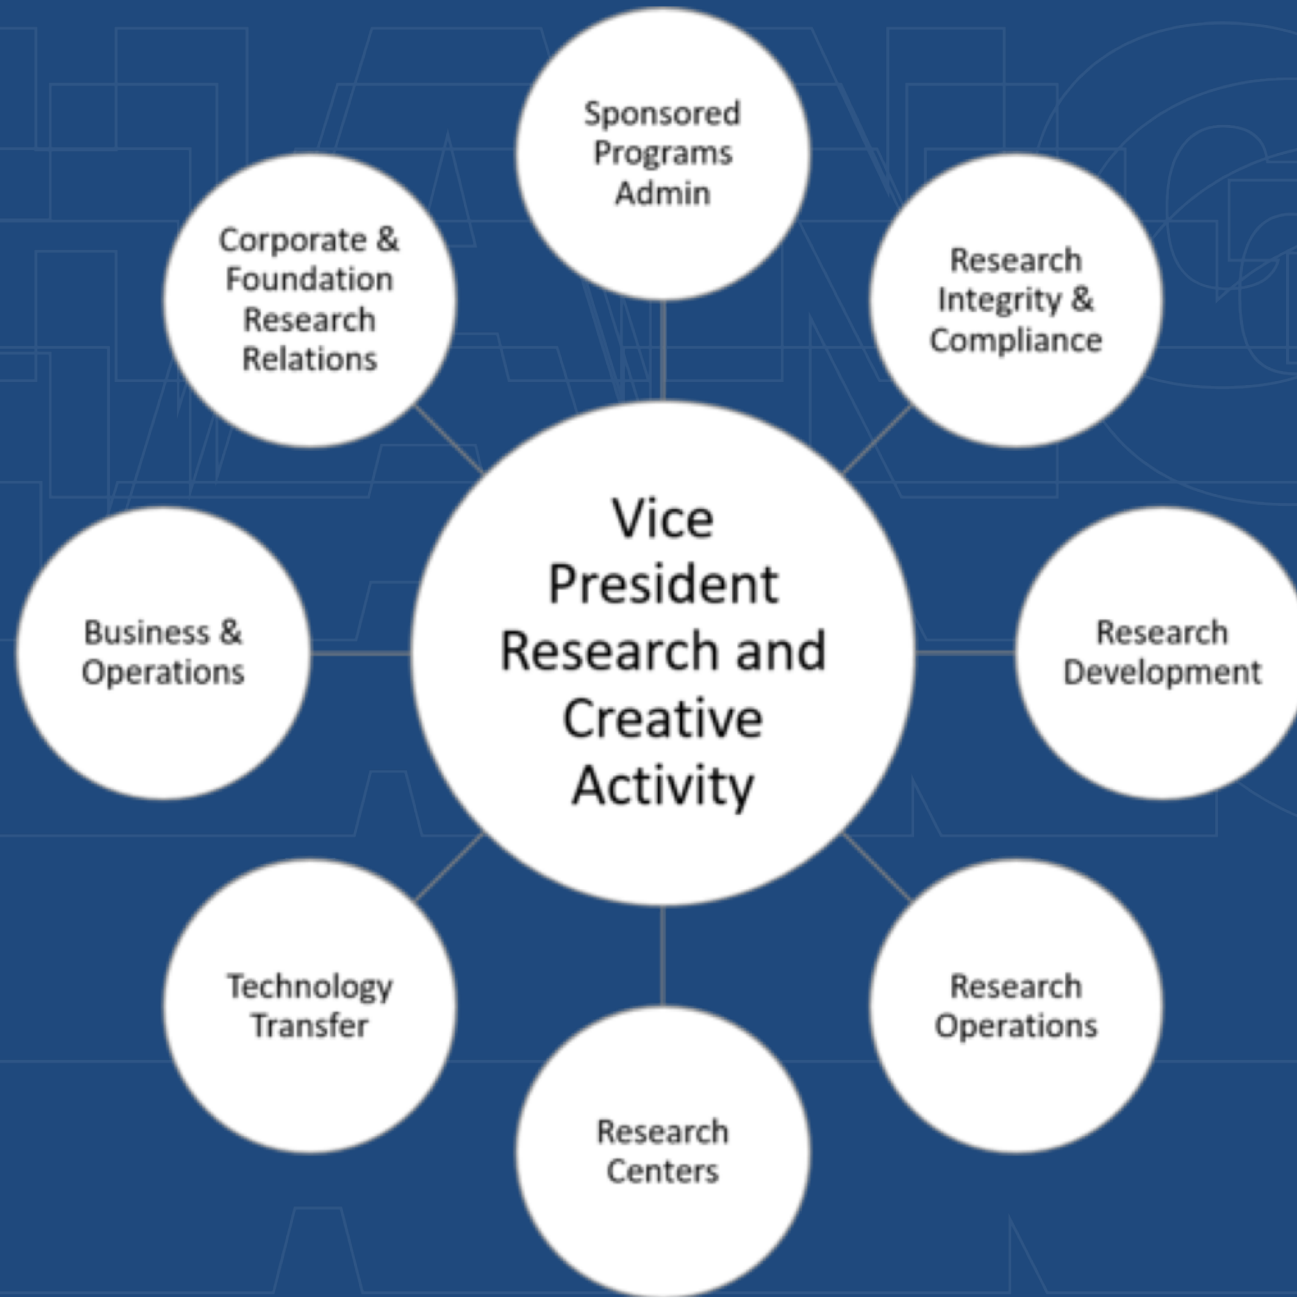 Sponsored
Programs
Admin
Research
Integrity &
Compliance
Research
Development
Research
Operations
Research
Centers
Technology
Transfer
Business &
Operations
Corporate &
Foundation
Research
Relations
Vice
President
Research and
Creative
Activity